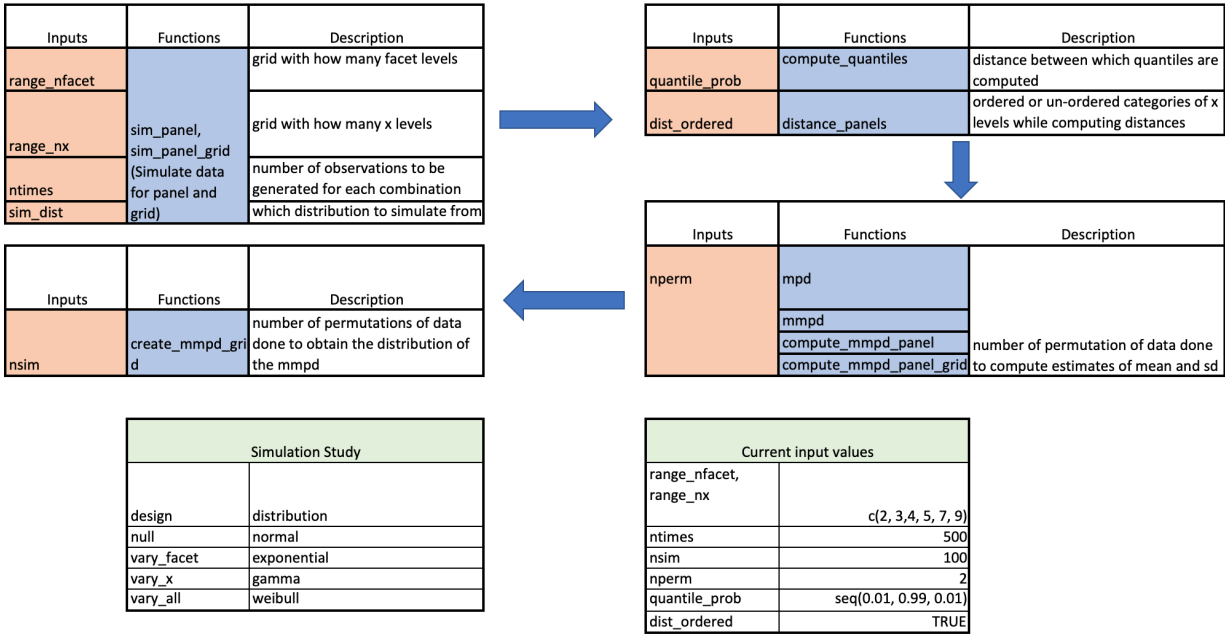 Inputs Functions Description
range_nfacet
grid with how many facet levels
range_nx
grid with how many x levels
ntimes
number of observations to be
generated for each combination
sim_dist
which distribution to simulate from
sim_panel,
sim_panel_grid
(Simulate data
for panel and
grid)
Inputs Functions Description
quantile_prob
compute_quantiles
distance between which quantiles are
computed
dist_ordered
distance_panels
ordered or un-ordered categories of x
levels while computing distances
Inputs Functions Description
nperm
mpd
mmpd
compute_mmpd_panel
compute_mmpd_panel_grid
number of permutation of data done
to compute estimates of mean and sd
Inputs Functions Description
nsim
create_mmpd_gri
d
number of permutations of data
done to obtain the distribution of
the mmpd
Simulation Study
design distribution
null normal
vary_facet exponential
vary_x gamma
vary_all weibull
Current input values
range_nfacet,
range_nx
c(2, 3,4, 5, 7, 9)
ntimes 500
nsim 100
nperm 2
quantile_prob seq(0.01, 0.99, 0.01)
dist_ordered TRUE